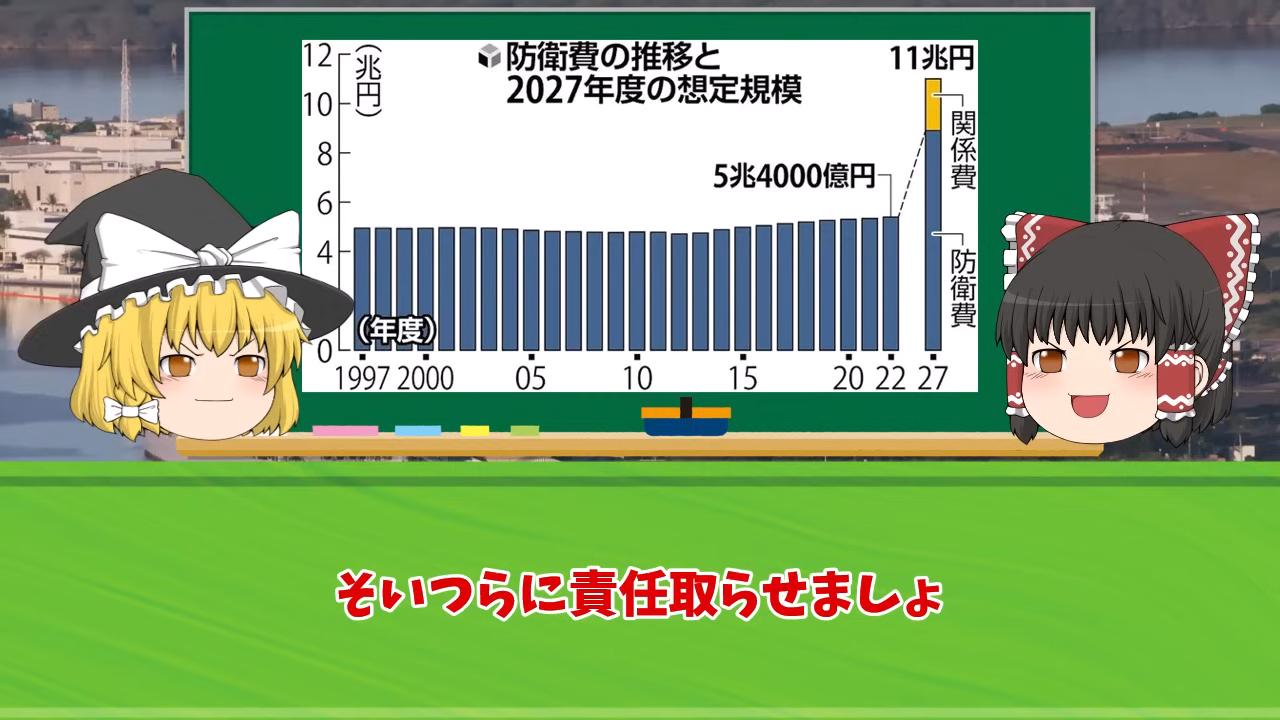 防衛費の推移と
2027年度の想定規模
(兆円)
12
10
8
6
4
0
11兆円
関係費
5兆4000億円
防衛費
(年度)
1997 2000 05 10 15 20 22 27
そいつらに責任取らせましょ